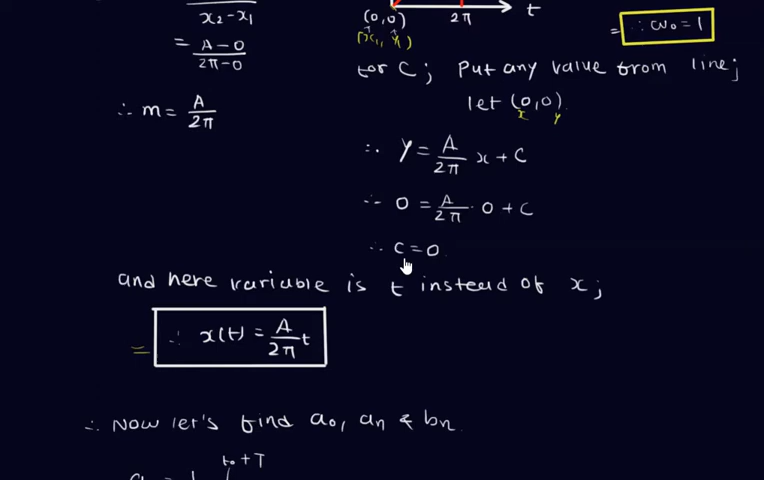 x₂-x₁
= A-0
2π-0
∴ m = A
2π
(0,0)
(x₁, y₁)
2π
t
= ∴ ω₀ = 1
for C; Put any value from line;
let (0,0).
x y
∴ y = A/2π x + C
∴ 0 = A/2π · 0 + C
∴ C = 0
and here variable is t instead of x;
= ∴ x(t) = A/2π t
∴ Now let's find a₀, aₙ & bₙ.
t₀+T